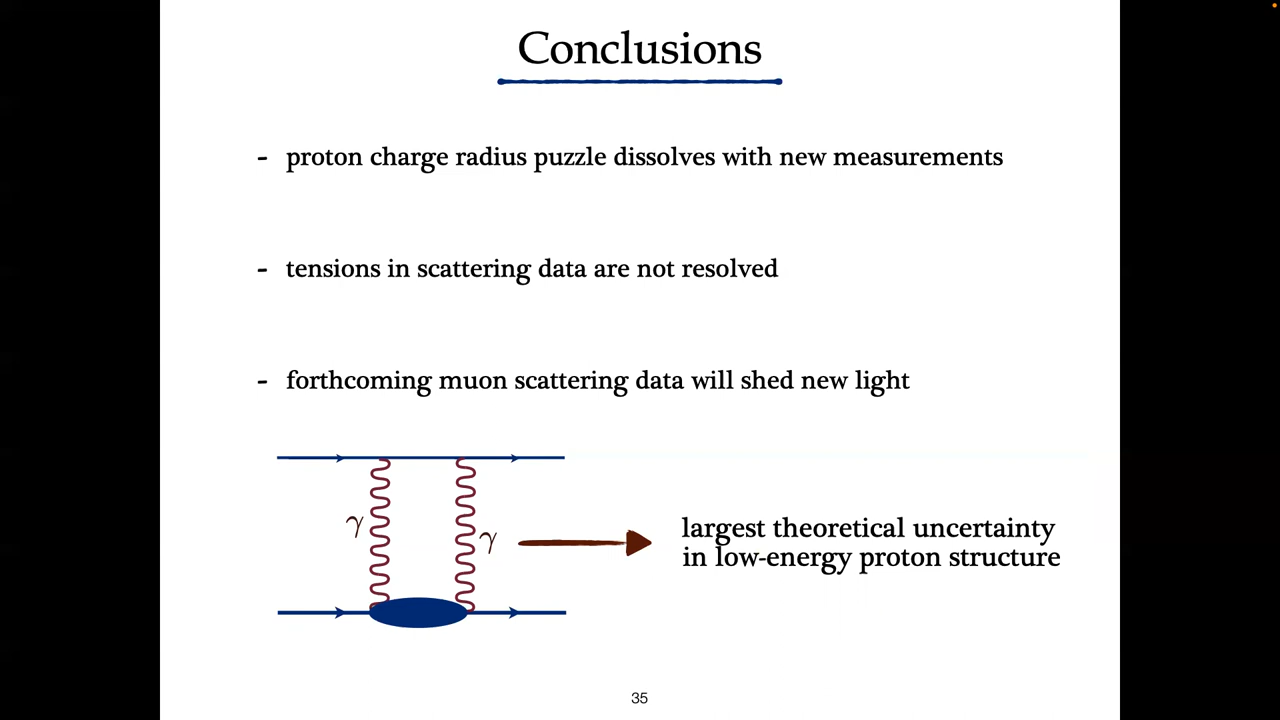 Conclusions
- proton charge radius puzzle dissolves with new measurements
- tensions in scattering data are not resolved
- forthcoming muon scattering data will shed new light
γ
γ
largest theoretical uncertainty
in low-energy proton structure
35